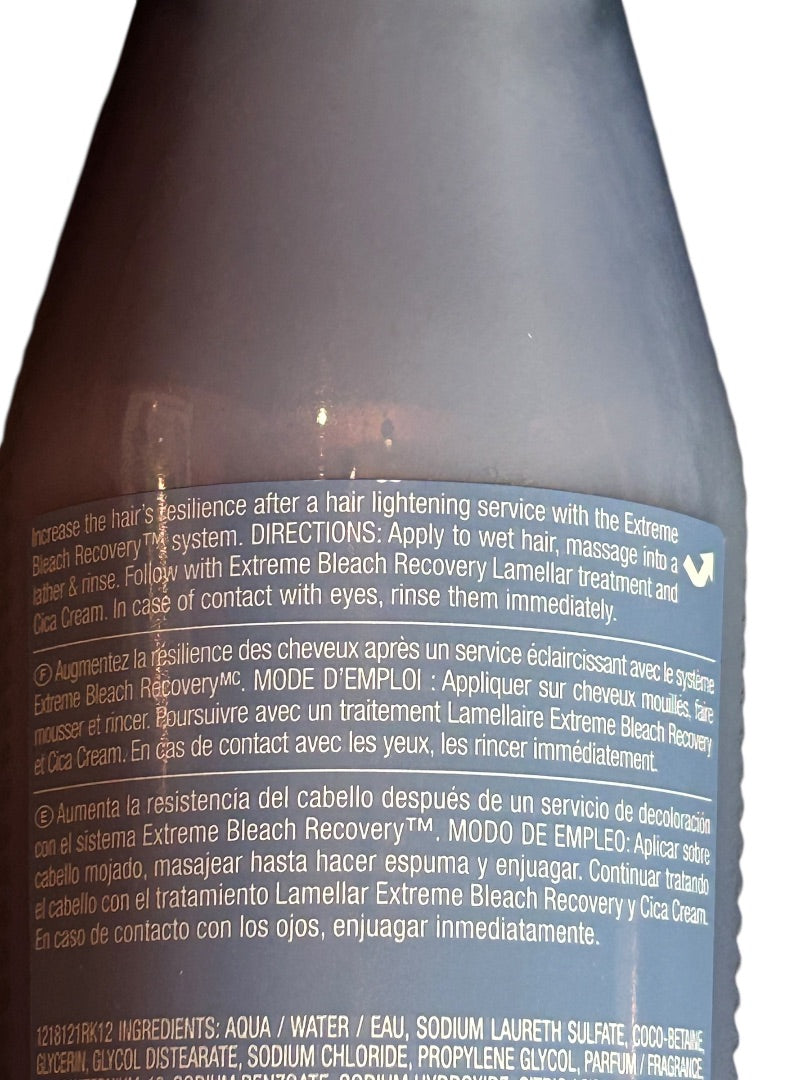 Increase the hair's resilience after a hair lightening service with the Extreme
Bleach Recovery™ system. DIRECTIONS: Apply to wet hair, massage into a
lather & rinse. Follow with Extreme Bleach Recovery Lamellar treatment and
Cica Cream. In case of contact with eyes, rinse them immediately.
Ⓕ Augmentez la résilience des cheveux après un service éclaircissant avec le système
Extreme Bleach Recovery ᴹᶜ. MODE D'EMPLOI : Appliquer sur cheveux mouillés, faire
mousser et rincer. Poursuivre avec un traitement Lamellaire Extreme Bleach Recovery
et Cica Cream. En cas de contact avec les yeux, les rincer immédiatement.
Ⓔ Aumenta la resistencia del cabello después de un servicio de decoloración
con el sistema Extreme Bleach Recovery™. MODO DE EMPLEO: Aplicar sobre
cabello mojado, masajear hasta hacer espuma y enjuagar. Continuar tratando
el cabello con el tratamiento Lamellar Extreme Bleach Recovery y Cica Cream.
En caso de contacto con los ojos, enjuagar inmediatamente.
1218121RK12 INGREDIENTS: AQUA / WATER / EAU, SODIUM LAURETH SULFATE, COCO-BETAINE,
GLYCERIN, GLYCOL DISTEARATE, SODIUM CHLORIDE, PROPYLENE GLYCOL, PARFUM / FRAGRANCE,
SODIUM BENZOATE, SODIUM HYDROXIDE,